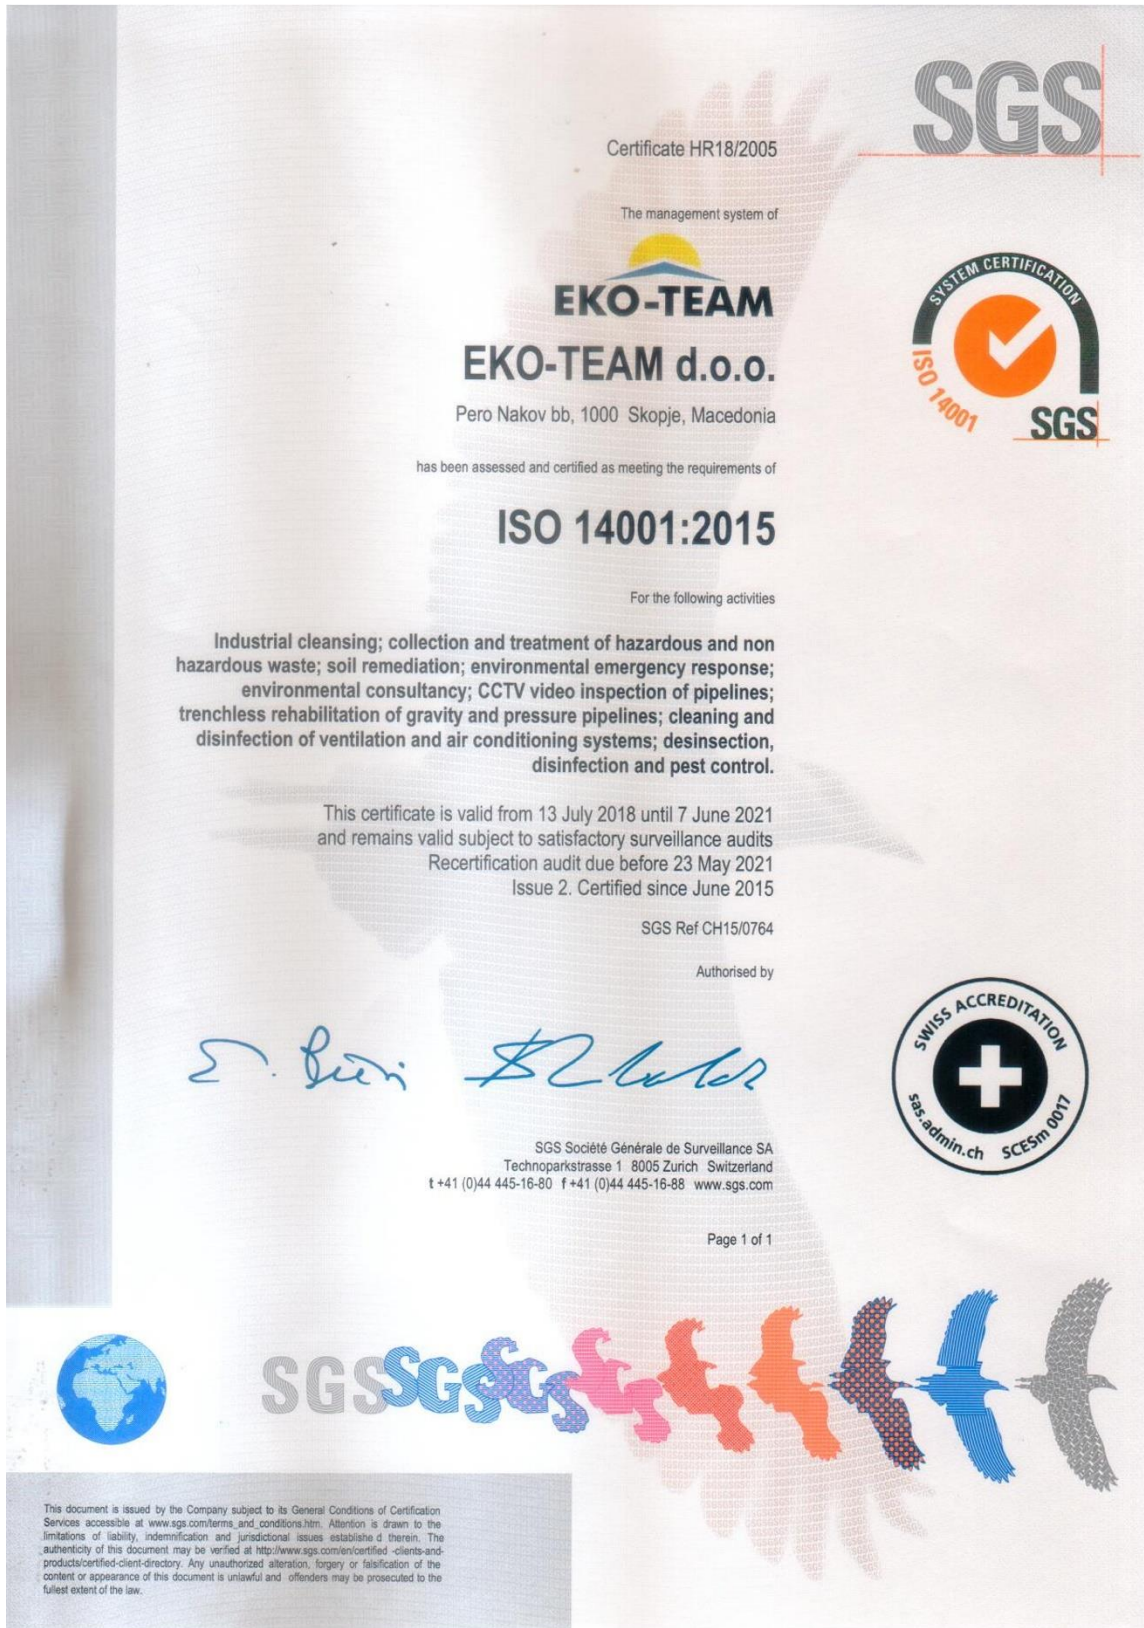 SGS
Certificate HR18/2005
The management system of
EKO-TEAM
EKO-TEAM d.o.o.
Pero Nakov bb, 1000 Skopje, Macedonia
has been assessed and certified as meeting the requirements of
ISO 14001:2015
SYSTEM CERTIFICATION
ISO 14001
SGS
For the following activities
Industrial cleansing; collection and treatment of hazardous and non
hazardous waste; soil remediation; environmental emergency response;
environmental consultancy; CCTV video inspection of pipelines;
trenchless rehabilitation of gravity and pressure pipelines; cleaning and
disinfection of ventilation and air conditioning systems; desinsection,
disinfection and pest control.
This certificate is valid from 13 July 2018 until 7 June 2021
and remains valid subject to satisfactory surveillance audits
Recertification audit due before 23 May 2021
Issue 2. Certified since June 2015
SGS Ref CH15/0764
Authorised by
SWISS ACCREDITATION
sas.admin.ch SCESm 0017
SGS Société Générale de Surveillance SA
Technoparkstrasse 1 8005 Zurich Switzerland
t +41 (0)44 445-16-80 f +41 (0)44 445-16-88 www.sgs.com
Page 1 of 1
SGS SGS SGS
This document is issued by the Company subject to its General Conditions of Certification
Services accessible at www.sgs.com/terms_and_conditions.htm. Attention is drawn to the
limitations of liability, indemnification and jurisdictional issues establishe d therein. The
authenticity of this document may be verified at http://www.sgs.com/en/certified -clients-and-
products/certified-client-directory. Any unauthorized alteration, forgery or falsification of the
content or appearance of this document is unlawful and offenders may be prosecuted to the
fullest extent of the law.